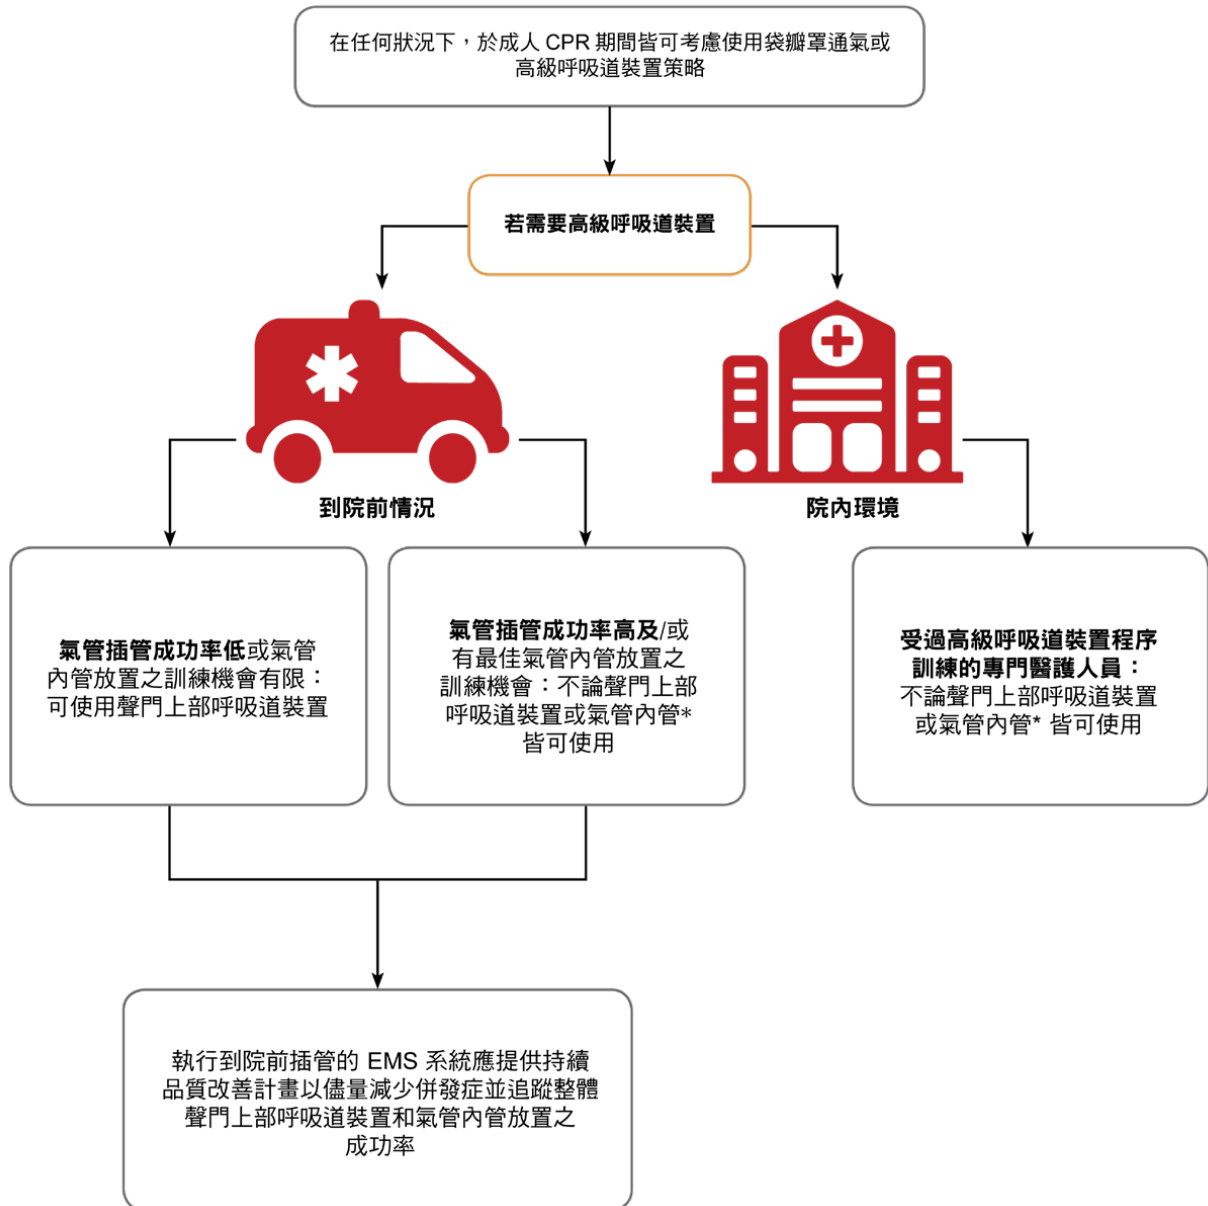 在任何狀況下，於成人 CPR 期間皆可考慮使用袋瓣罩通氣或
高級呼吸道裝置策略
若需要高級呼吸道裝置
到院前情況
院內環境
氣管插管成功率低或氣管
內管放置之訓練機會有限：
可使用聲門上部呼吸道裝置
氣管插管成功率高及/或
有最佳氣管內管放置之
訓練機會：不論聲門上部
呼吸道裝置或氣管內管*
皆可使用
受過高級呼吸道裝置程序
訓練的專門醫護人員：
不論聲門上部呼吸道裝置
或氣管內管* 皆可使用
執行到院前插管的 EMS 系統應提供持續
品質改善計畫以儘量減少併發症並追蹤整體
聲門上部呼吸道裝置和氣管內管放置之
成功率